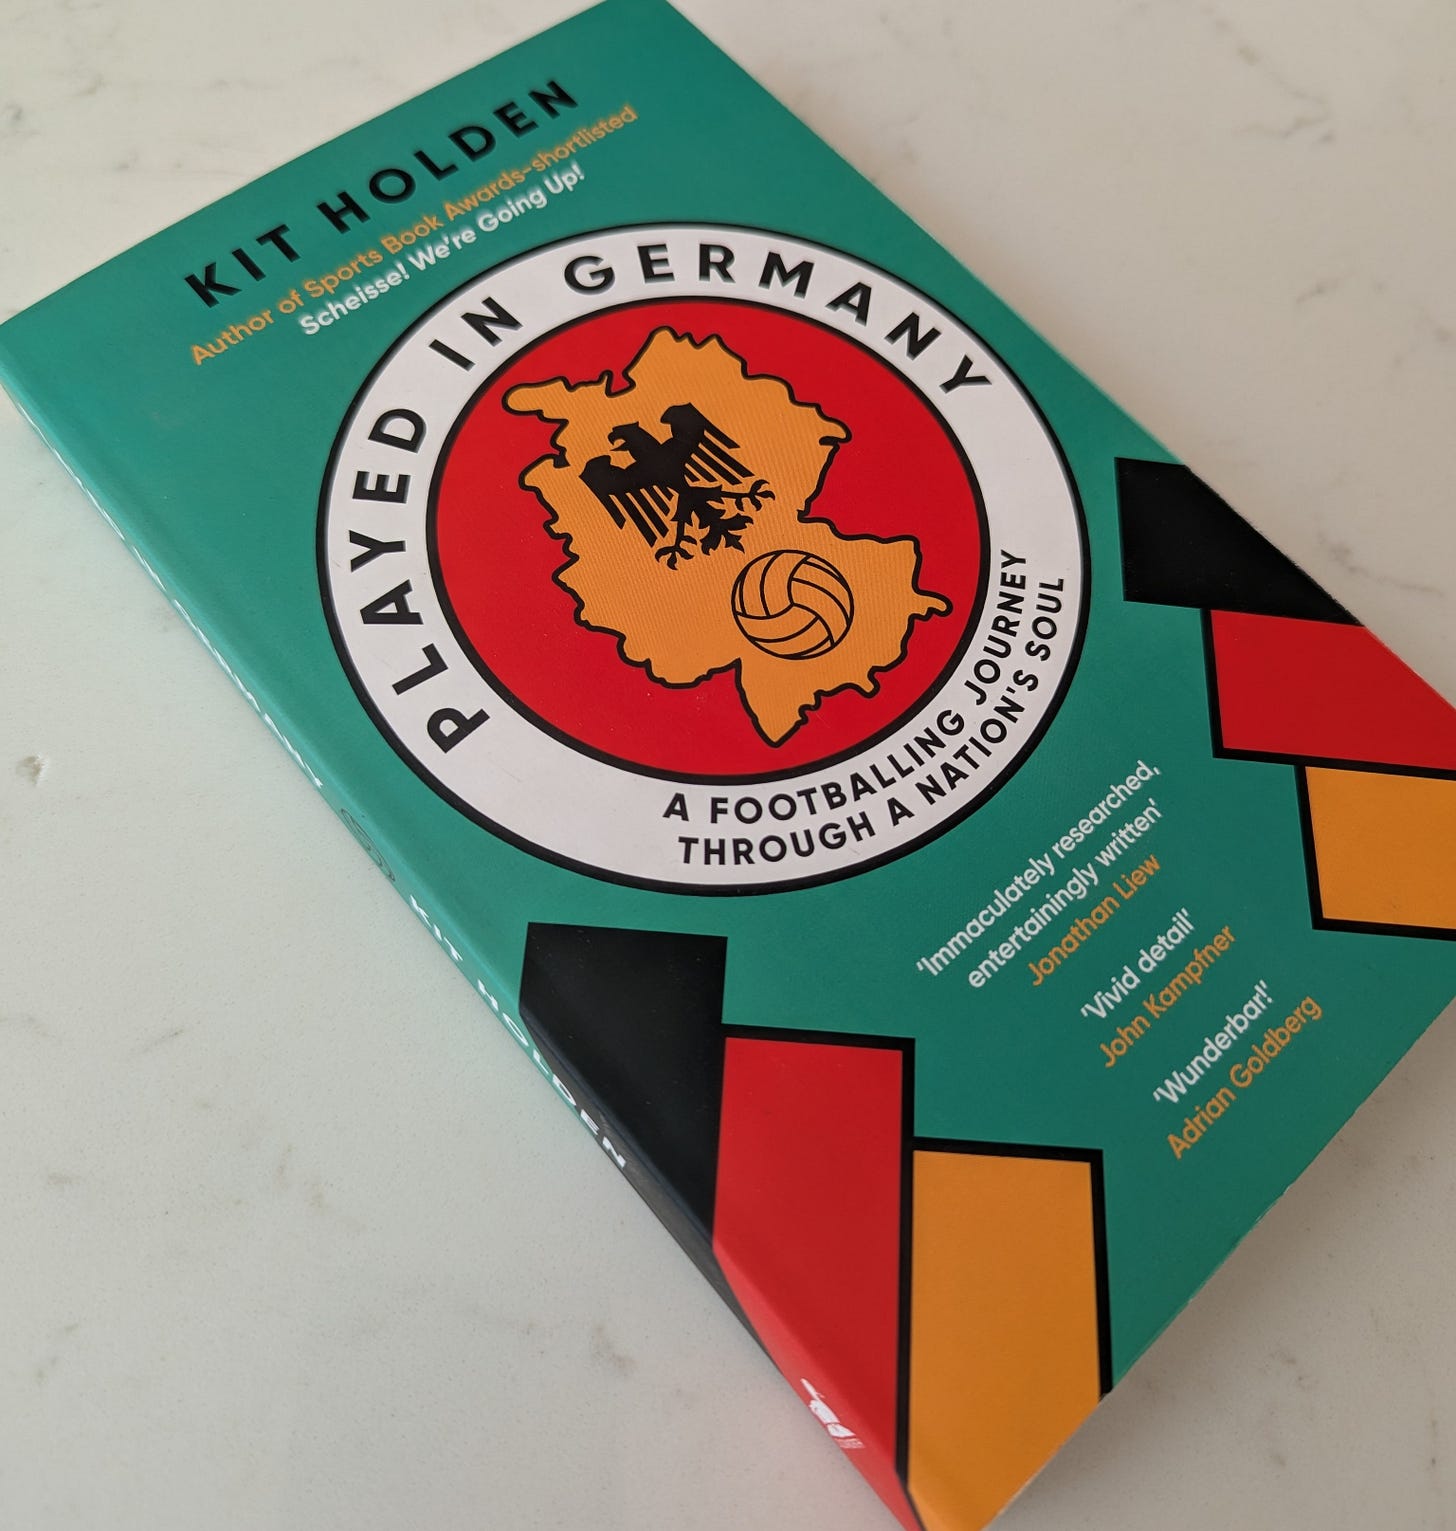 KIT HOLDEN
Author of Sports Book Awards-shortlisted
Scheisse! We're Going Up!
PLAYED IN GERMANY
A FOOTBALLING JOURNEY
THROUGH A NATION'S SOUL
'Immaculately researched,
entertainingly written'
Jonathan Liew
'Vivid detail'
John Kampfner
'Wunderbar!'
Adrian Goldberg
KIT HOLDEN